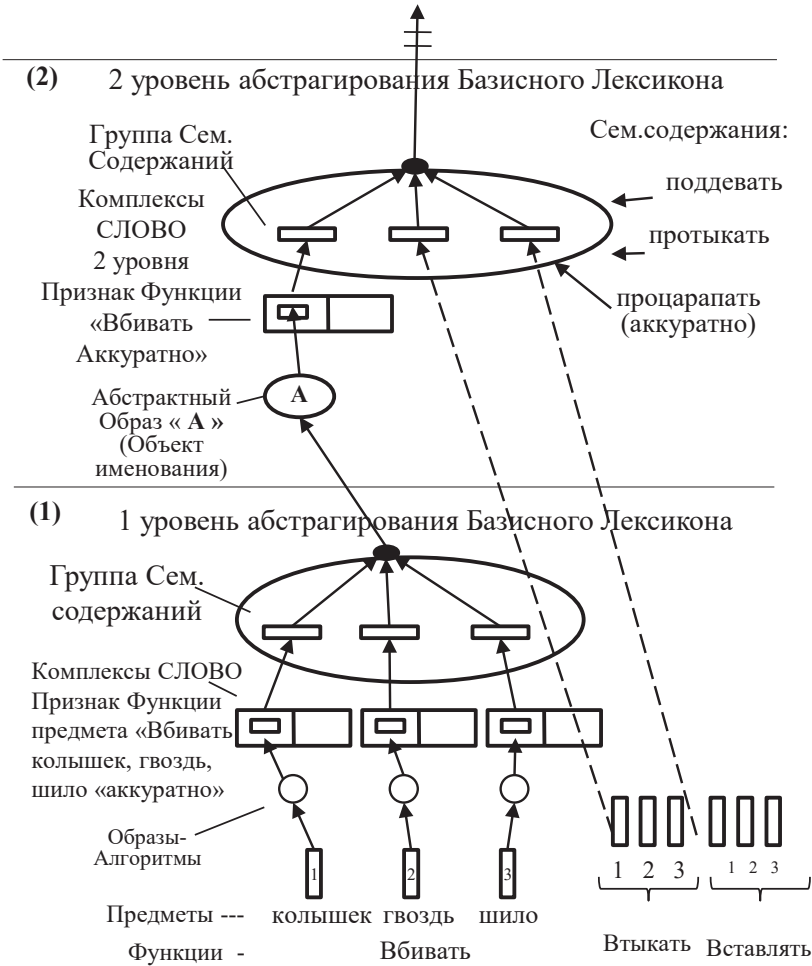 (2) 2 уровень абстрагирования Базисного Лексикона
Группа Сем.
Содержаний
Сем.содержания:
поддевать
протыкать
процарапать
(аккуратно)
Комплексы
СЛОВО
2 уровня
Признак Функции
«Вбивать
Аккуратно»
Абстрактный
Образ « А »
(Объект
именования)
А
(1) 1 уровень абстрагирования Базисного Лексикона
Группа Сем.
содержаний
Комплексы СЛОВО
Признак Функции
предмета «Вбивать
колышек, гвоздь,
шило «аккуратно»
Образы-
Алгоритмы
1 2 3
1 2 3
1 2 3
Предметы --- колышек гвоздь шило
Функции - Вбивать Втыкать Вставлять